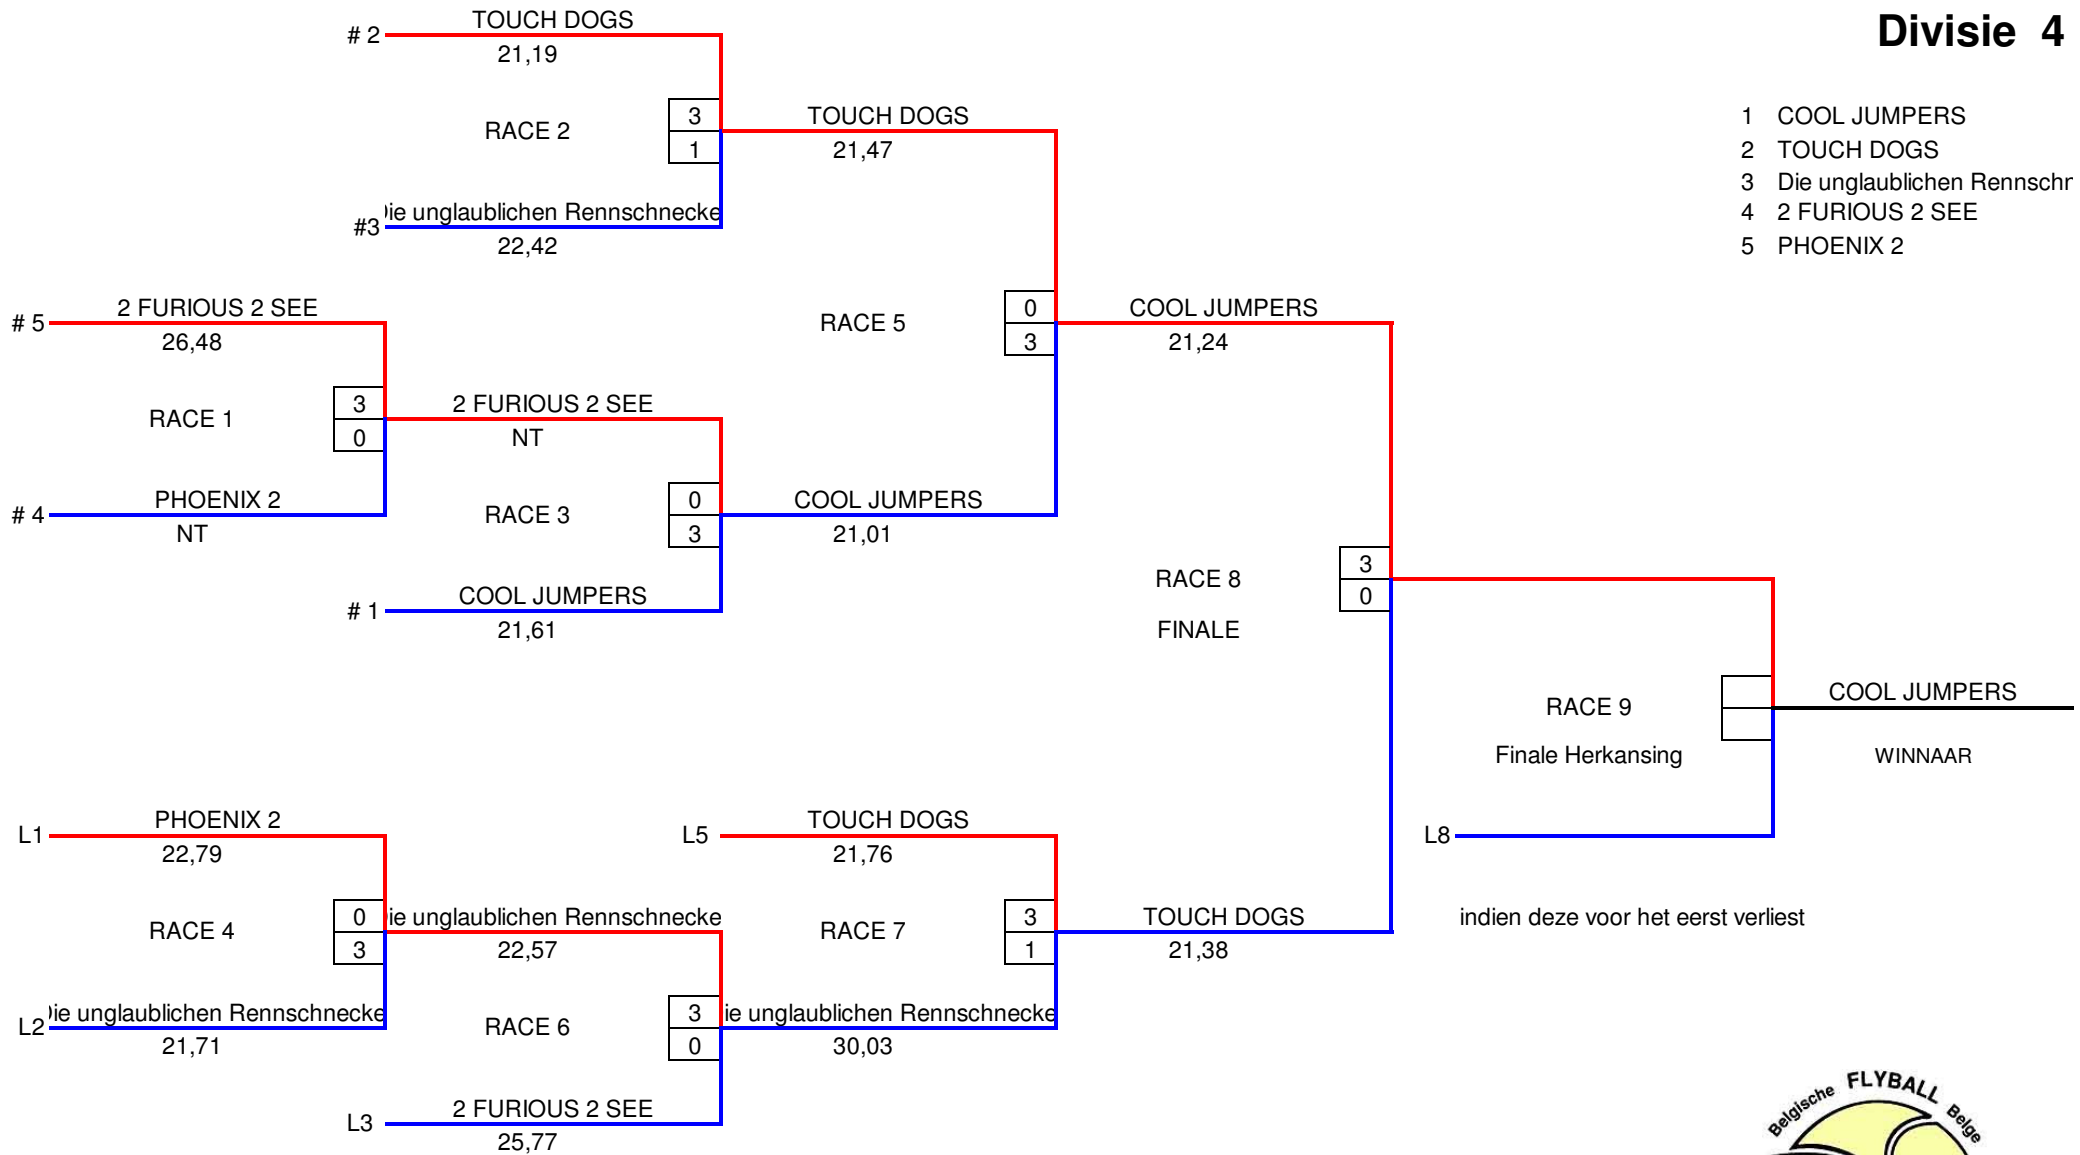 Divisie 4
1 COOL JUMPERS
2 TOUCH DOGS
3 Die unglaublichen Rennschn
4 2 FURIOUS 2 SEE
5 PHOENIX 2
# 2 TOUCH DOGS
21,19
RACE 2
3
1
#3 Die unglaublichen Rennschnecke
22,42
TOUCH DOGS
21,47
# 5 2 FURIOUS 2 SEE
26,48
RACE 1
3
0
# 4 PHOENIX 2
NT
2 FURIOUS 2 SEE
NT
RACE 3
0
3
# 1 COOL JUMPERS
21,61
COOL JUMPERS
21,01
RACE 5
0
3
COOL JUMPERS
21,24
RACE 8
FINALE
3
0
RACE 9
Finale Herkansing
COOL JUMPERS
WINNAAR
L8
indien deze voor het eerst verliest
L1 PHOENIX 2
22,79
RACE 4
0
3
L2 Die unglaublichen Rennschnecke
21,71
ie unglaublichen Rennschnecke
22,57
RACE 6
3
0
L3 2 FURIOUS 2 SEE
25,77
L5 TOUCH DOGS
21,76
RACE 7
3
1
ie unglaublichen Rennschnecke
30,03
TOUCH DOGS
21,38
Belgische FLYBALL Belge